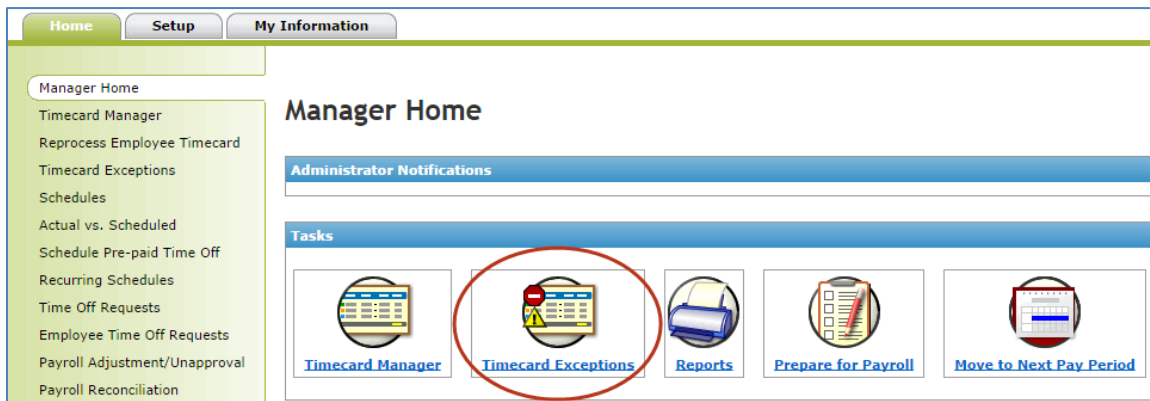 Home Setup My Information
Manager Home
Timecard Manager
Reprocess Employee Timecard
Timecard Exceptions
Schedules
Actual vs. Scheduled
Schedule Pre-paid Time Off
Recurring Schedules
Time Off Requests
Employee Time Off Requests
Payroll Adjustment/Unapproval
Payroll Reconciliation
Manager Home
Administrator Notifications
Tasks
Timecard Manager Timecard Exceptions Reports Prepare for Payroll Move to Next Pay Period